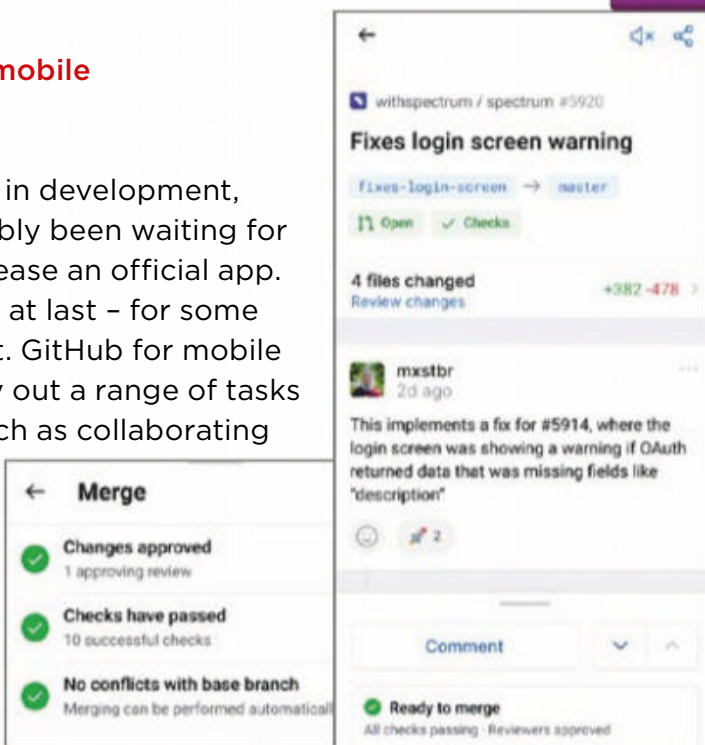 mobile
in development,
bly been waiting for
ease an official app.
at last – for some
t. GitHub for mobile
y out a range of tasks
ch as collaborating
← Merge
Changes approved
1 approving review
Checks have passed
10 successful checks
No conflicts with base branch
Merging can be performed automaticall
←
withspectrum / spectrum #5920
Fixes login screen warning
fixes-login-screen → master
Open ✓ Checks
4 files changed +382 -478 >
Review changes
mxstbr ...
2d ago
This implements a fix for #5914, where the
login screen was showing a warning if OAuth
returned data that was missing fields like
"description"
2
Comment
Ready to merge
All checks passing · Reviewers approved